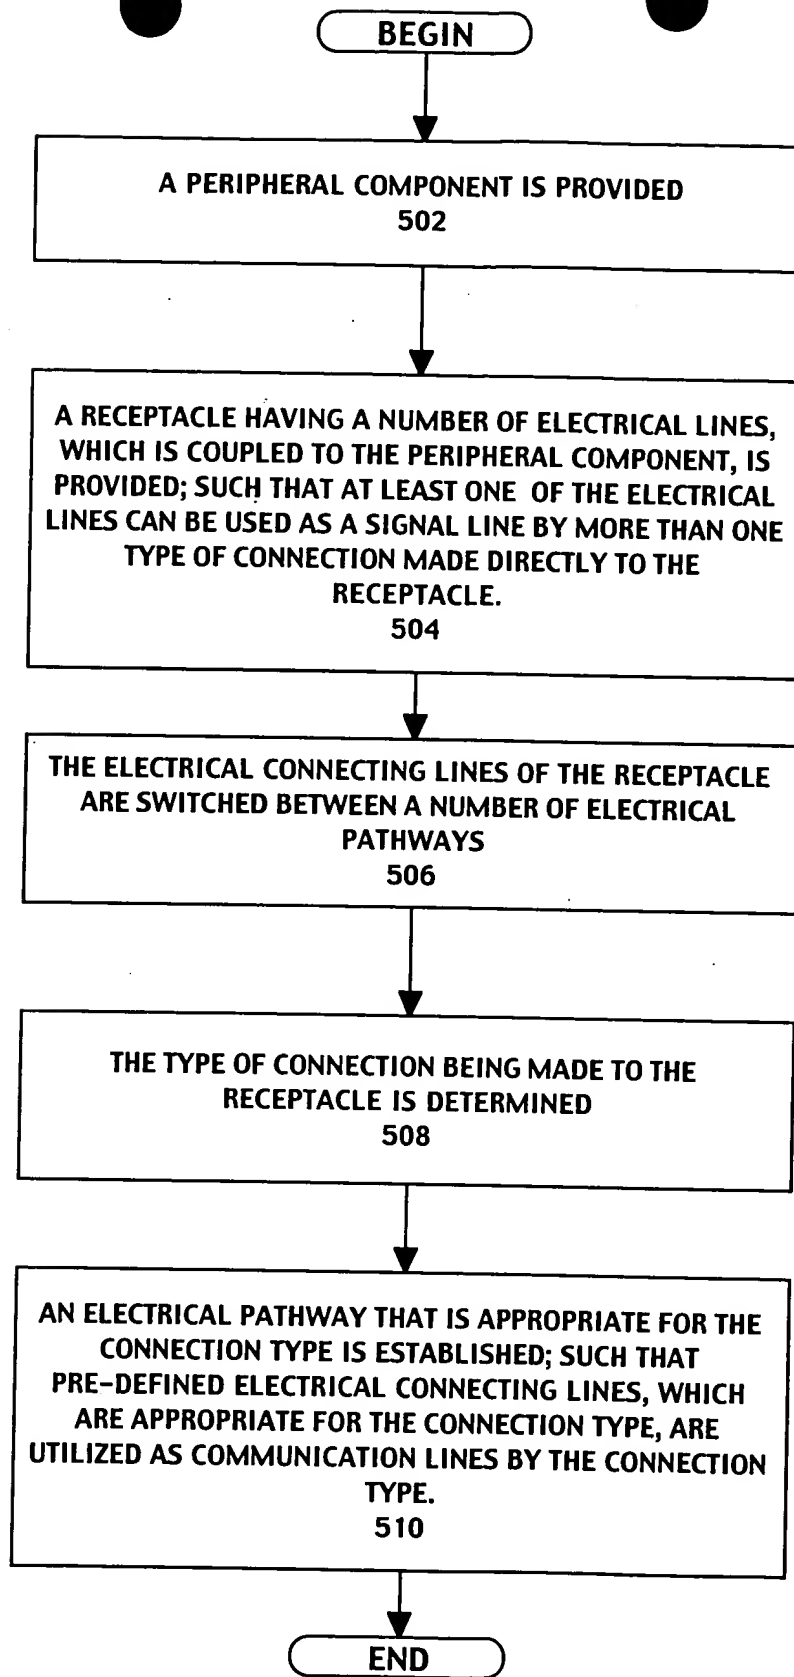 BEGIN
A PERIPHERAL COMPONENT IS PROVIDED
502
A RECEPTACLE HAVING A NUMBER OF ELECTRICAL LINES,
WHICH IS COUPLED TO THE PERIPHERAL COMPONENT, IS
PROVIDED; SUCH THAT AT LEAST ONE OF THE ELECTRICAL
LINES CAN BE USED AS A SIGNAL LINE BY MORE THAN ONE
TYPE OF CONNECTION MADE DIRECTLY TO THE
RECEPTACLE.
504
THE ELECTRICAL CONNECTING LINES OF THE RECEPTACLE
ARE SWITCHED BETWEEN A NUMBER OF ELECTRICAL
PATHWAYS
506
THE TYPE OF CONNECTION BEING MADE TO THE
RECEPTACLE IS DETERMINED
508
AN ELECTRICAL PATHWAY THAT IS APPROPRIATE FOR THE
CONNECTION TYPE IS ESTABLISHED; SUCH THAT
PRE-DEFINED ELECTRICAL CONNECTING LINES, WHICH
ARE APPROPRIATE FOR THE CONNECTION TYPE, ARE
UTILIZED AS COMMUNICATION LINES BY THE CONNECTION
TYPE.
510
END